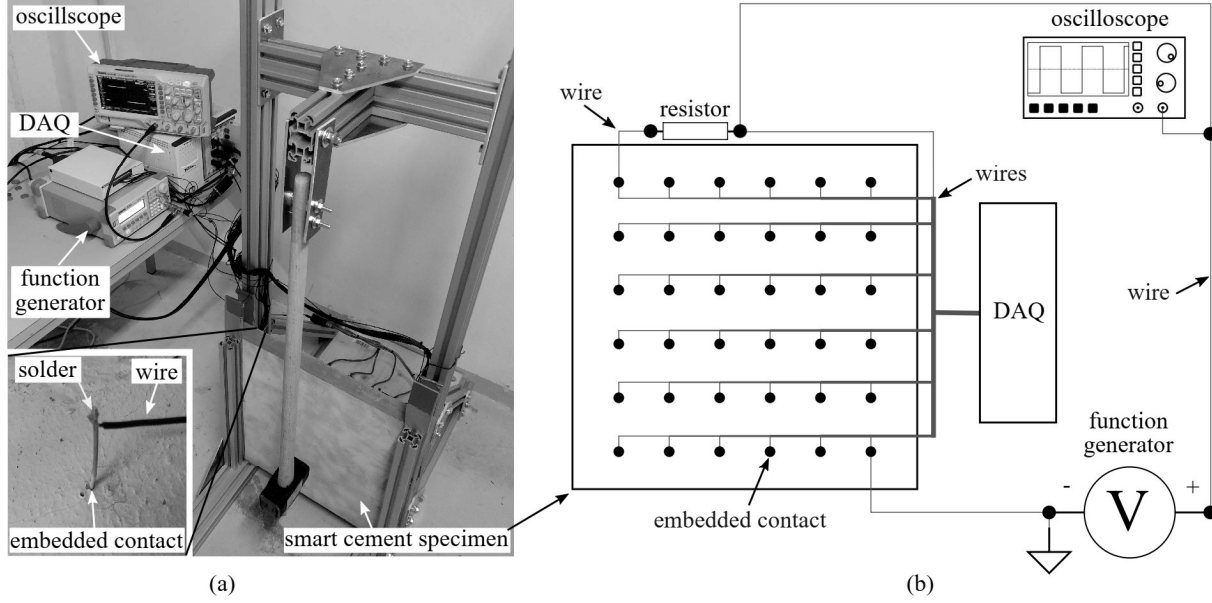 oscillscope
DAQ
function
generator
solder
wire
embedded contact
smart cement specimen
(a)
oscilloscope
wire
resistor
wires
DAQ
wire
function
generator
-
+
V
embedded contact
(b)